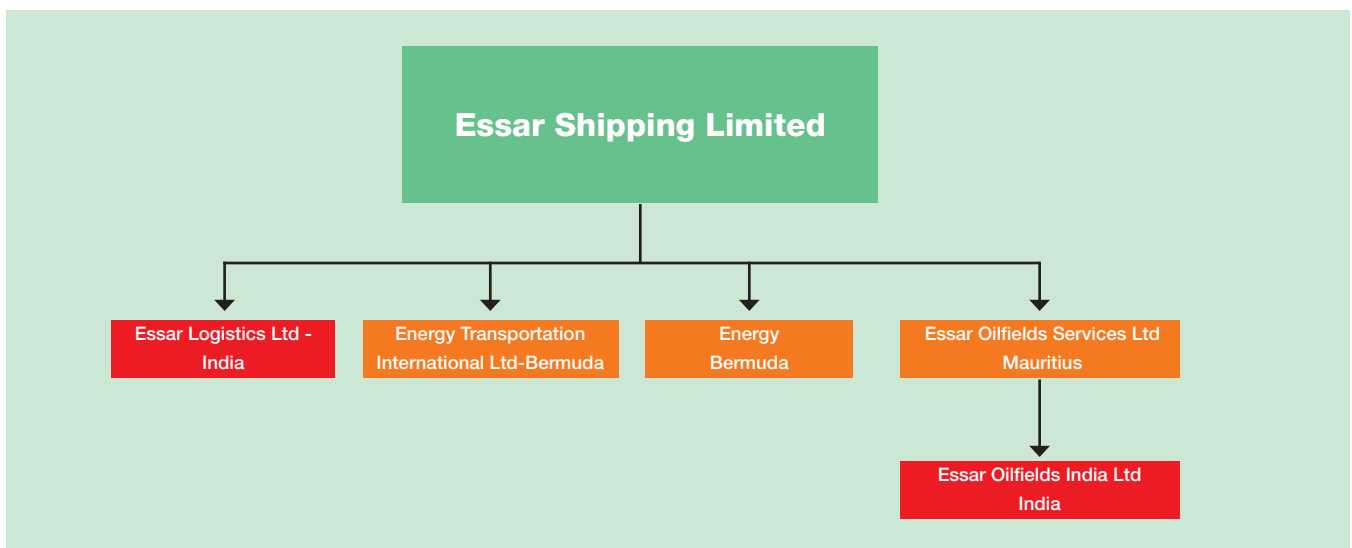 Essar Shipping Limited
Essar Logistics Ltd -
India
Energy Transportation
International Ltd-Bermuda
Energy
Bermuda
Essar Oilfields Services Ltd
Mauritius
Essar Oilfields India Ltd
India